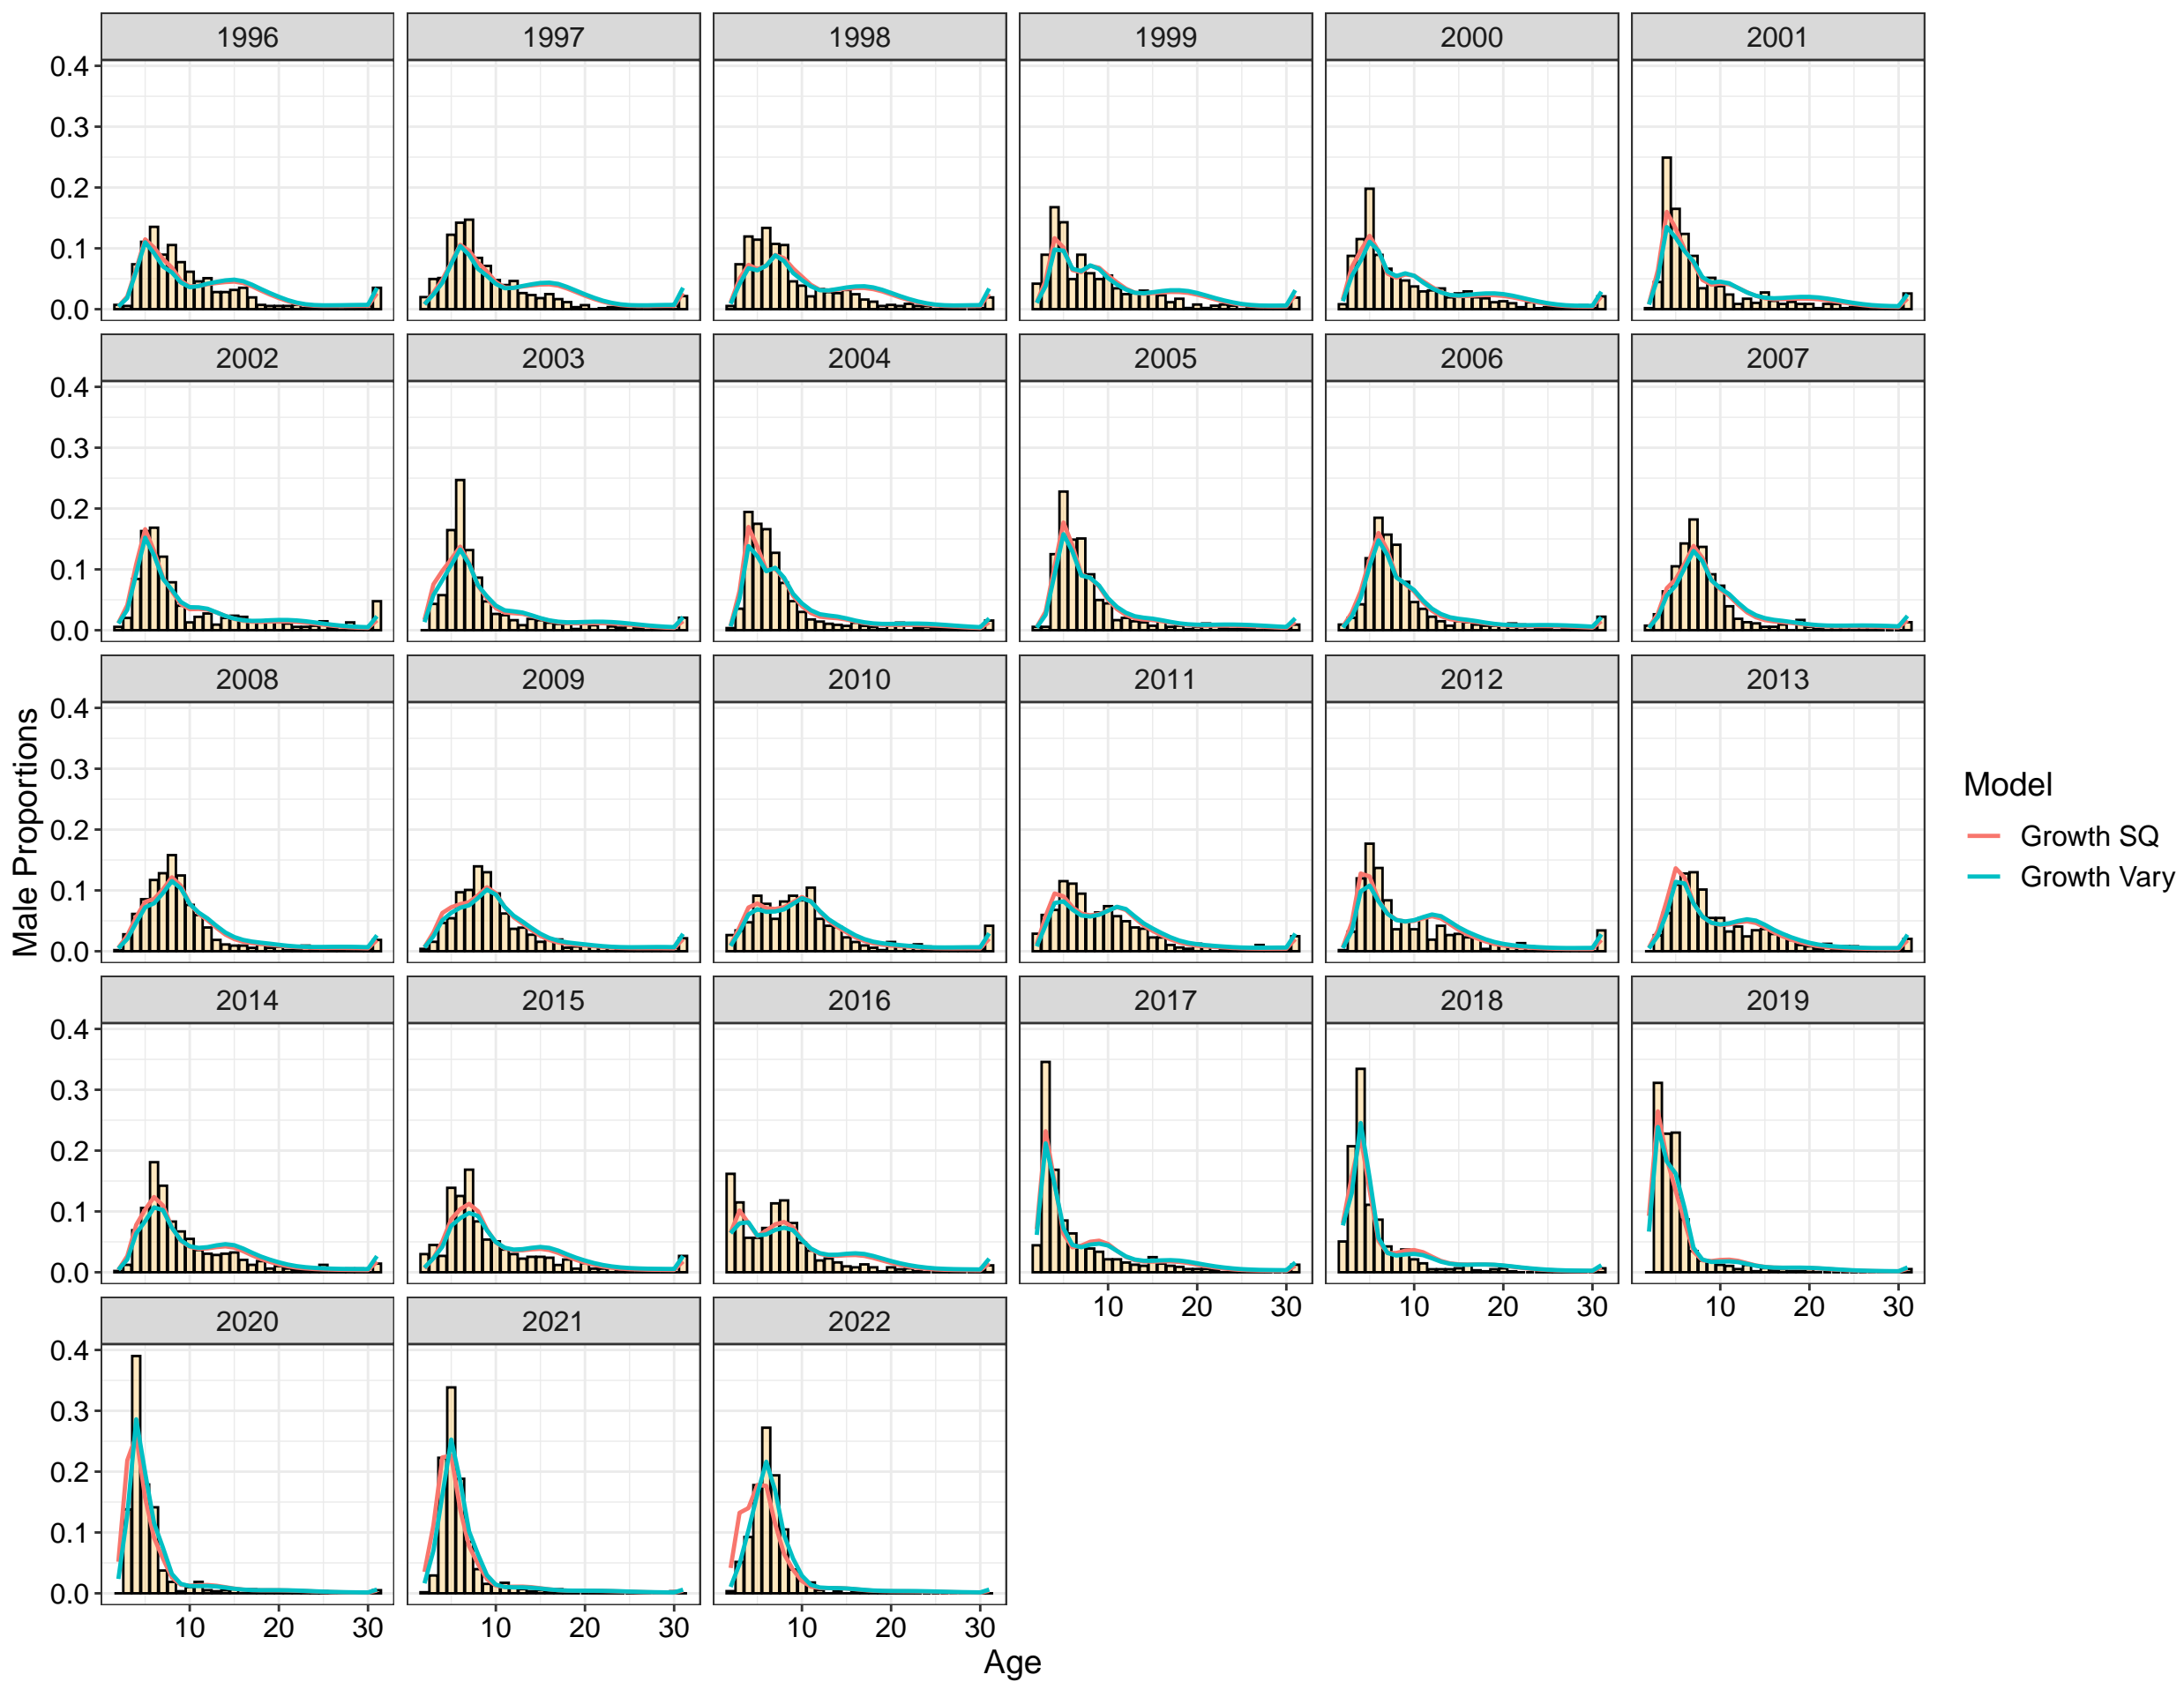 1996 1997 1998 1999 2000 2001
0.4
0.3
0.2
0.1
0.0
2002 2003 2004 2005 2006 2007
0.4
0.3
0.2
0.1
0.0
2008 2009 2010 2011 2012 2013
0.4
0.3
0.2
0.1
0.0
2014 2015 2016 2017 2018 2019
0.4
0.3
0.2
0.1
0.0
10 20 30 10 20 30 10 20 30
2020 2021 2022
0.4
0.3
0.2
0.1
0.0
10 20 30 10 20 30 10 20 30
Age
Male Proportions
Model
Growth SQ
Growth Vary